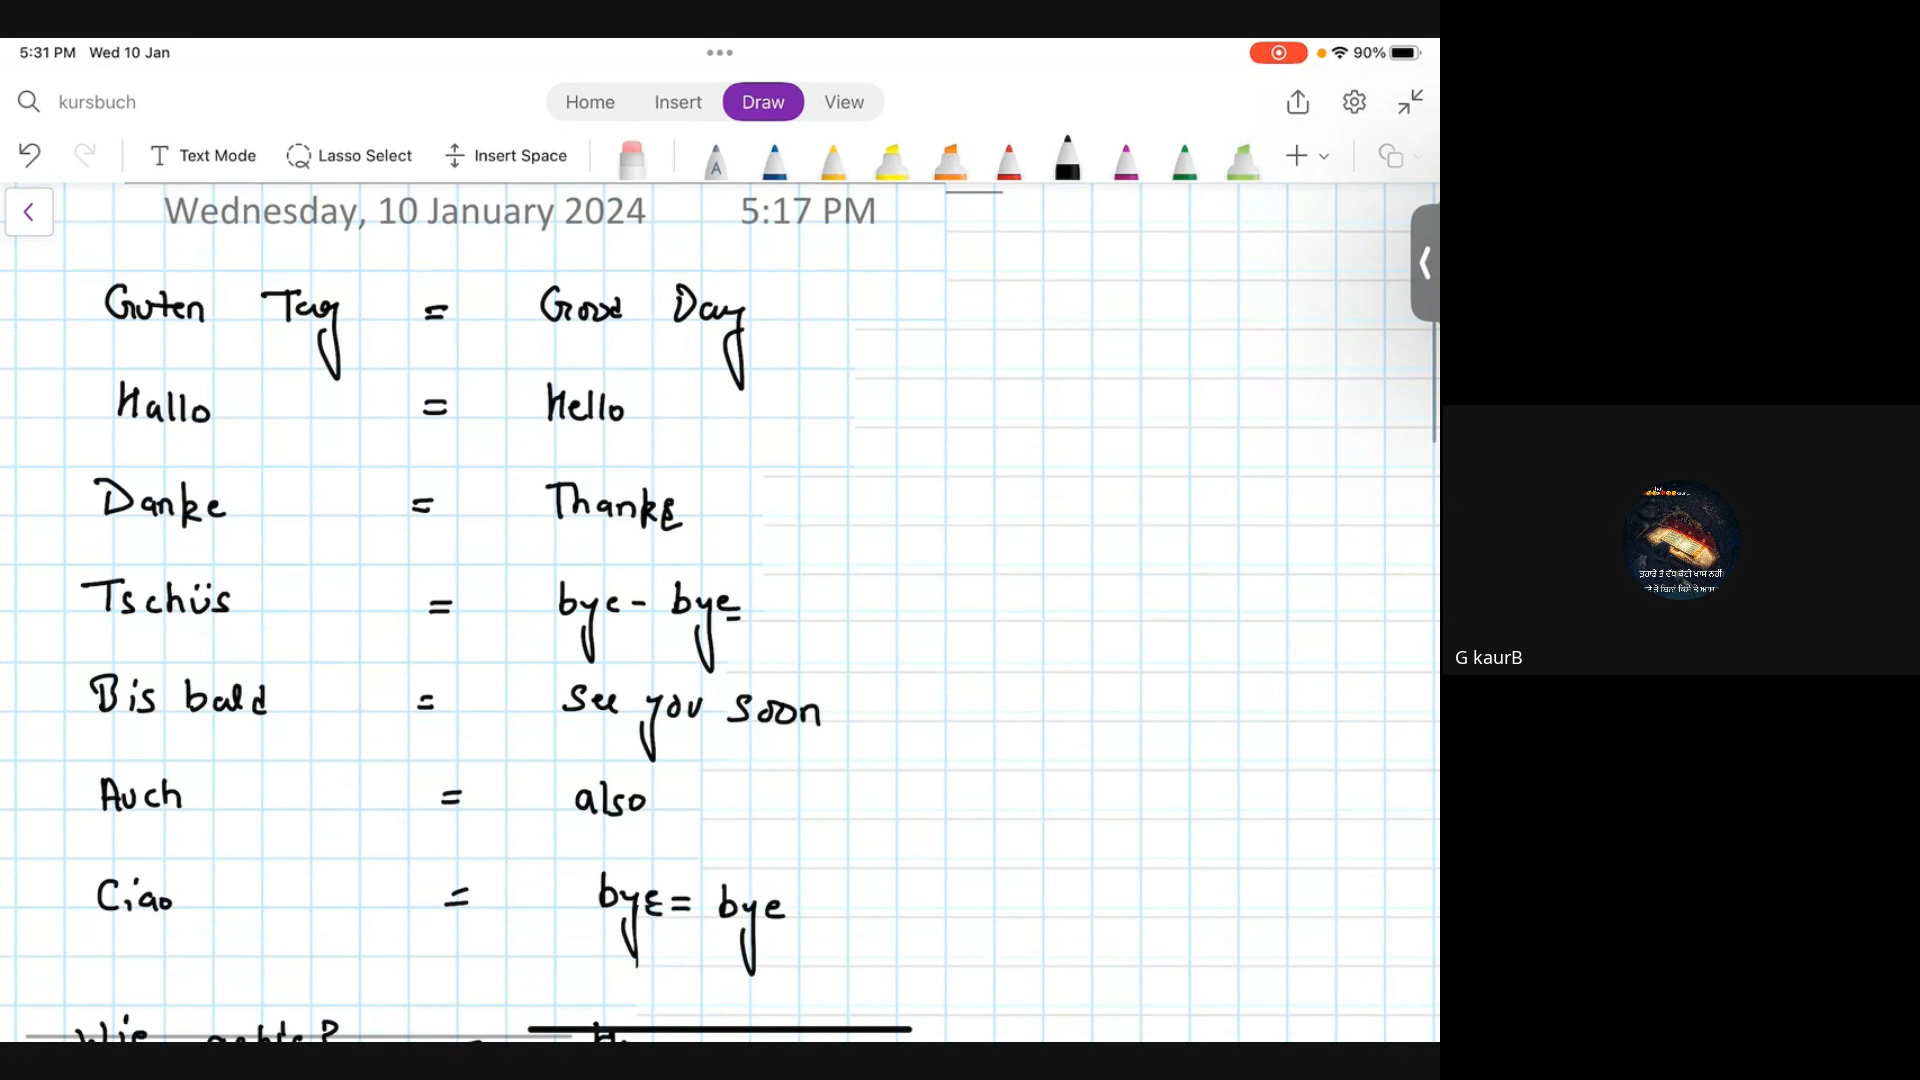 5:31 PM Wed 10 Jan 90%
kursbuch Home Insert Draw View
Text Mode Lasso Select Insert Space A
Wednesday, 10 January 2024 5:17 PM
Guten Tag = Good Day
Hallo = Hello
Danke = Thanks
Tschüs = bye - bye
Bis bald = See you soon
Auch = also
Ciao = bye = bye
Wie gehts?
G kaurB